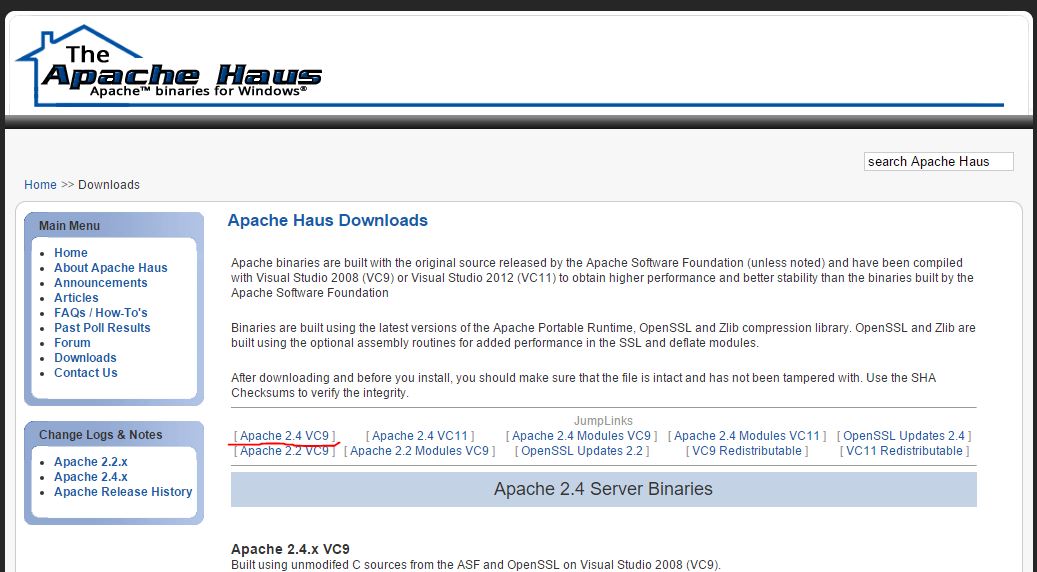 The
Apache Haus
Apache™ binaries for Windows®
search Apache Haus
Home >> Downloads
Main Menu
Home
About Apache Haus
Announcements
Articles
FAQs / How-To's
Past Poll Results
Forum
Downloads
Contact Us
Change Logs & Notes
Apache 2.2.x
Apache 2.4.x
Apache Release History
Apache Haus Downloads
Apache binaries are built with the original source released by the Apache Software Foundation (unless noted) and have been compiled
with Visual Studio 2008 (VC9) or Visual Studio 2012 (VC11) to obtain higher performance and better stability than the binaries built by the
Apache Software Foundation
Binaries are built using the latest versions of the Apache Portable Runtime, OpenSSL and Zlib compression library. OpenSSL and Zlib are
built using the optional assembly routines for added performance in the SSL and deflate modules.
After downloading and before you install, you should make sure that the file is intact and has not been tampered with. Use the SHA
Checksums to verify the integrity.
JumpLinks
[ Apache 2.4 VC9 ] [ Apache 2.4 VC11 ] [ Apache 2.4 Modules VC9 ] [ Apache 2.4 Modules VC11 ] [ OpenSSL Updates 2.4 ]
[ Apache 2.2 VC9 ] [ Apache 2.2 Modules VC9 ] [ OpenSSL Updates 2.2 ] [ VC9 Redistributable ] [ VC11 Redistributable ]
Apache 2.4 Server Binaries
Apache 2.4.x VC9
Built using unmodifed C sources from the ASF and OpenSSL on Visual Studio 2008 (VC9).